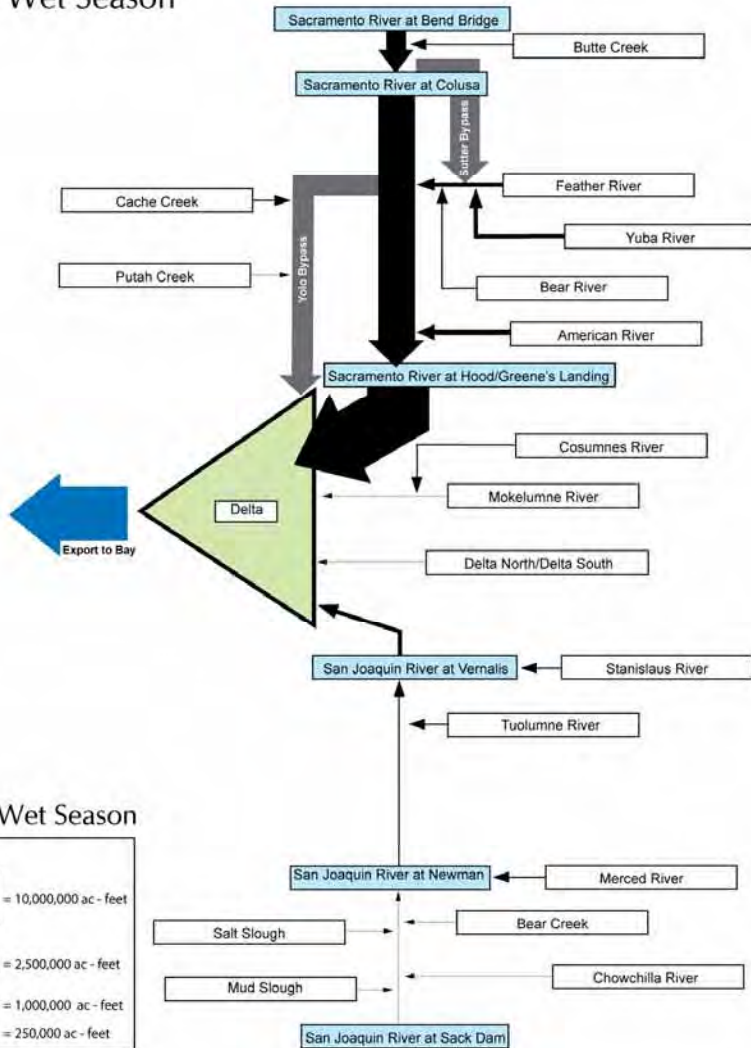 Wet Season
Sacramento River at Bend Bridge
Butte Creek
Sacramento River at Colusa
Sutter Bypass
Feather River
Cache Creek
Yuba River
Yolo Bypass
Putah Creek
Bear River
American River
Sacramento River at Hood/Greene's Landing
Cosumnes River
Mokelumne River
Delta
Export to Bay
Delta North/Delta South
San Joaquin River at Vernalis
Stanislaus River
Tuolumne River
Wet Season
San Joaquin River at Newman
Merced River
= 10,000,000 ac - feet
Bear Creek
Salt Slough
= 2,500,000 ac - feet
Chowchilla River
Mud Slough
= 1,000,000 ac - feet
= 250,000 ac - feet
San Joaquin River at Sack Dam